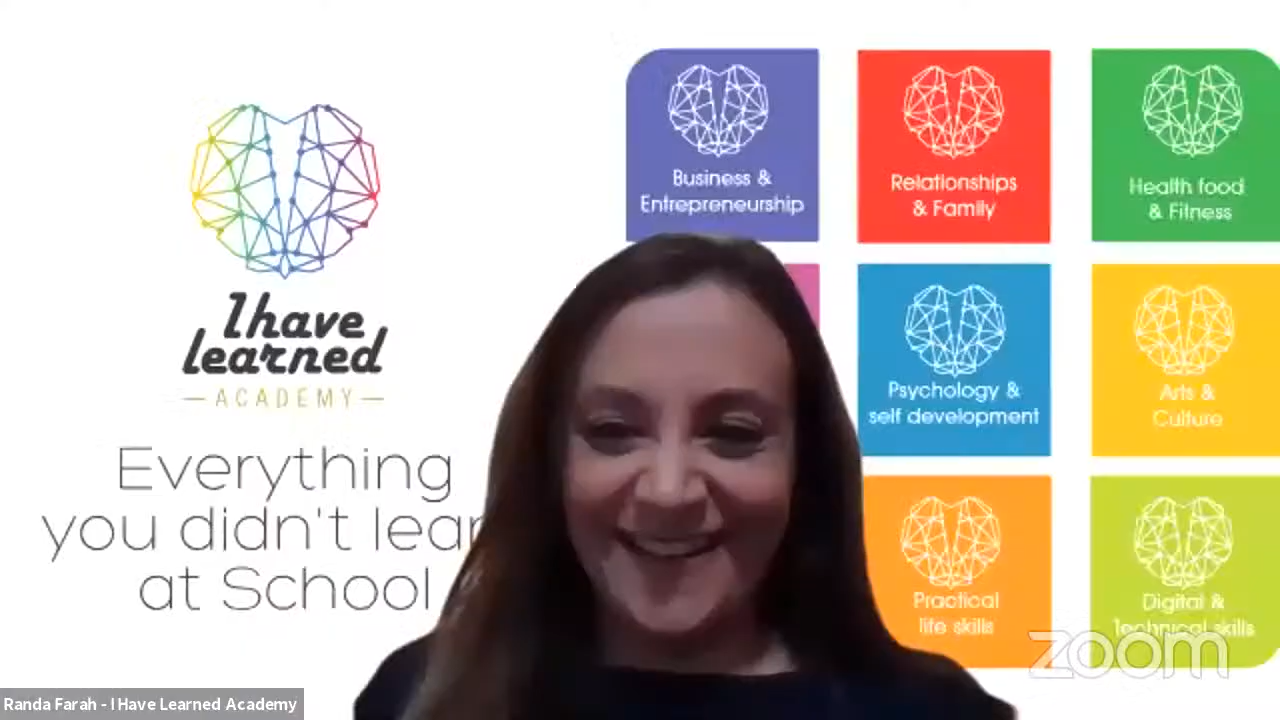 I have
learned
ACADEMY
Everything
you didn't lear
at School
Business &
Entrepreneurship
Relationships
& Family
Health food
& Fitness
Psychology &
self development
Arts &
Culture
Practical
life skills
Digital &
Technical skills
zoom
Randa Farah - I Have Learned Academy